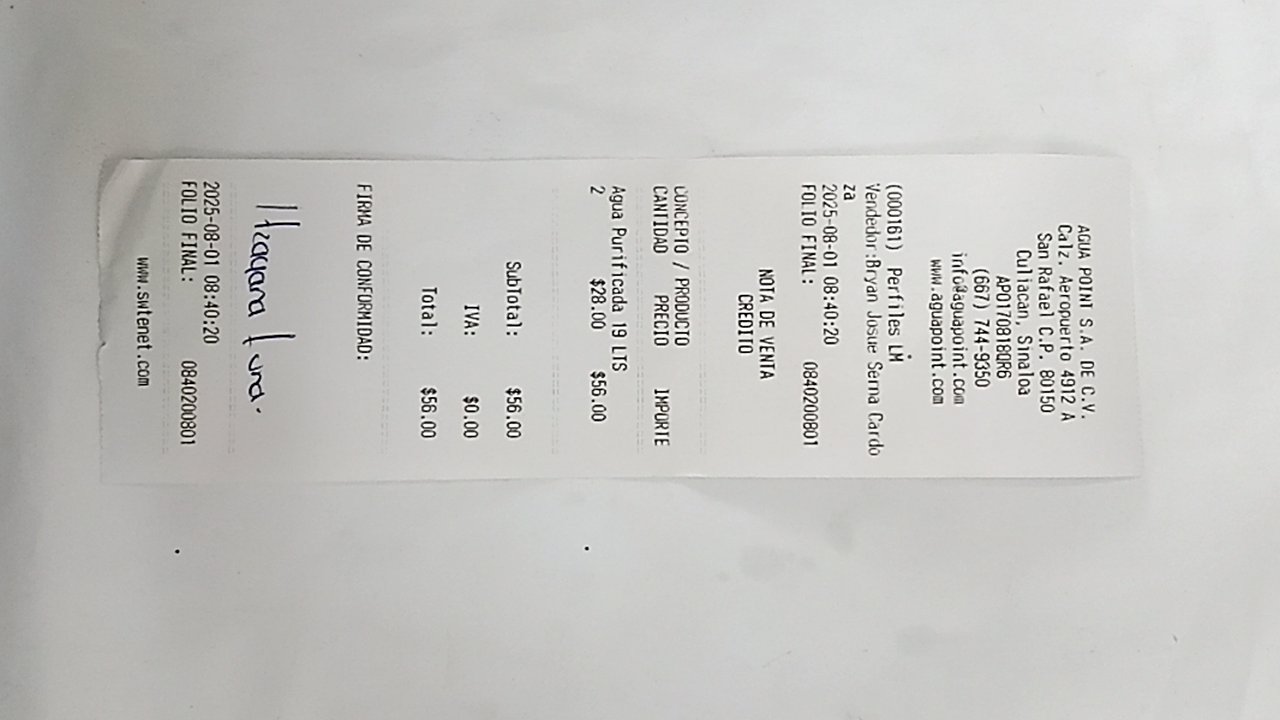 AGUA POINT S.A. DE C.V.
Calz. Aeropuerto 4912 A
San Rafael C.P. 80150
Culiacan, Sinaloa
APO170818QR6
(667) 744-9350
info@aguapoint.com
www.aguapoint.com
(000161) Perfiles LM
Vendedor:Bryan Josue Serna Cardo
za
2025-08-01 08:40:20
FOLIO FINAL: 0840200801
NOTA DE VENTA
CREDITO
CONCEPTO / PRODUCTO
CANTIDAD PRECIO IMPORTE
Agua Purificada 19 LTS
2 $28.00 $56.00
SubTotal: $56.00
IVA: $0.00
Total: $56.00
FIRMA DE CONFORMIDAD:
Luna.
2025-08-01 08:40:20
FOLIO FINAL: 0840200801
www.swtenet.com